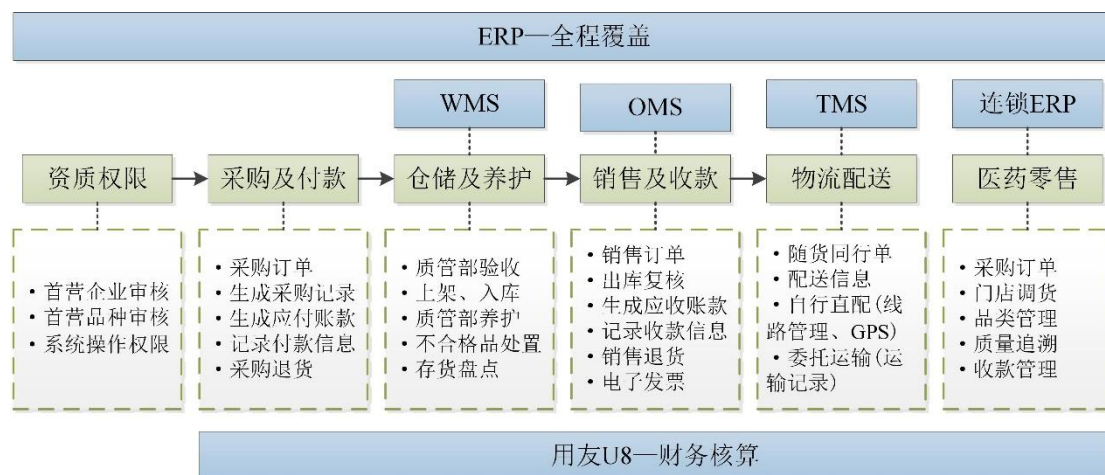 ERP—全程覆盖
WMS
OMS
TMS
连锁ERP
资质权限
采购及付款
仓储及养护
销售及收款
物流配送
医药零售
• 首营企业审核
• 首营品种审核
• 系统操作权限
• 采购订单
• 生成采购记录
• 生成应付账款
• 记录付款信息
• 采购退货
• 质管部验收
• 上架、入库
• 质管部养护
• 不合格品处置
• 存货盘点
• 销售订单
• 出库复核
• 生成应收账款
• 记录收款信息
• 销售退货
• 电子发票
• 随货同行单
• 配送信息
• 自行直配(线
路管理、GPS)
• 委托运输(运
输记录)
• 采购订单
• 门店调货
• 品类管理
• 质量追溯
• 收款管理
用友U8—财务核算